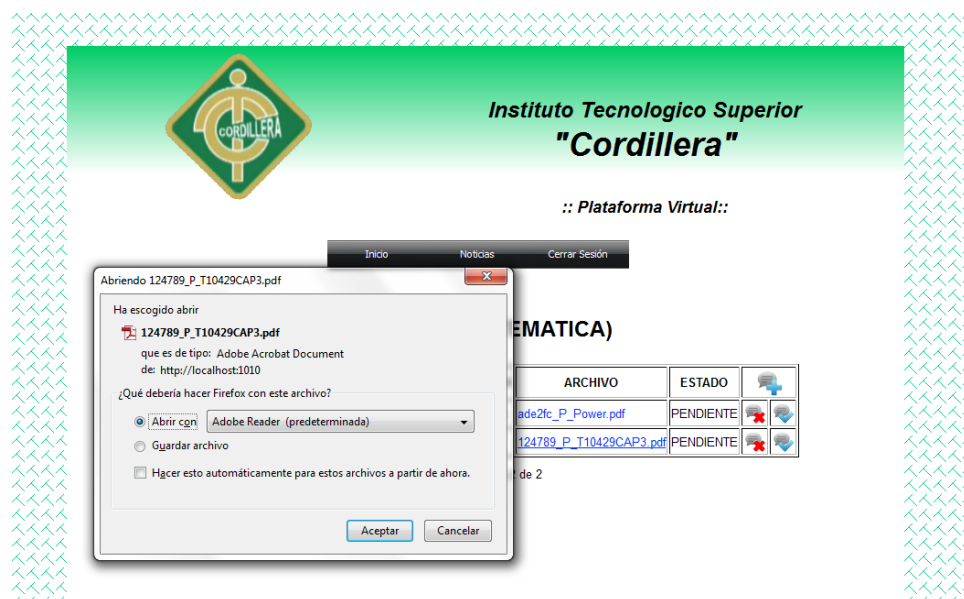 CORDILLERA
Instituto Tecnologico Superior
"Cordillera"
:: Plataforma Virtual::
Inicio Noticias Cerrar Sesión
Abriendo 124789_P_T10429CAP3.pdf
Ha escogido abrir
124789_P_T10429CAP3.pdf
que es de tipo: Adobe Acrobat Document
de: http://localhost:1010
¿Qué debería hacer Firefox con este archivo?
Abrir con Adobe Reader (predeterminada)
Guardar archivo
Hacer esto automáticamente para estos archivos a partir de ahora.
Aceptar Cancelar
EMATICA)
ARCHIVO ESTADO
ade2fc_P_Power.pdf PENDIENTE
124789_P_T10429CAP3.pdf PENDIENTE
de 2